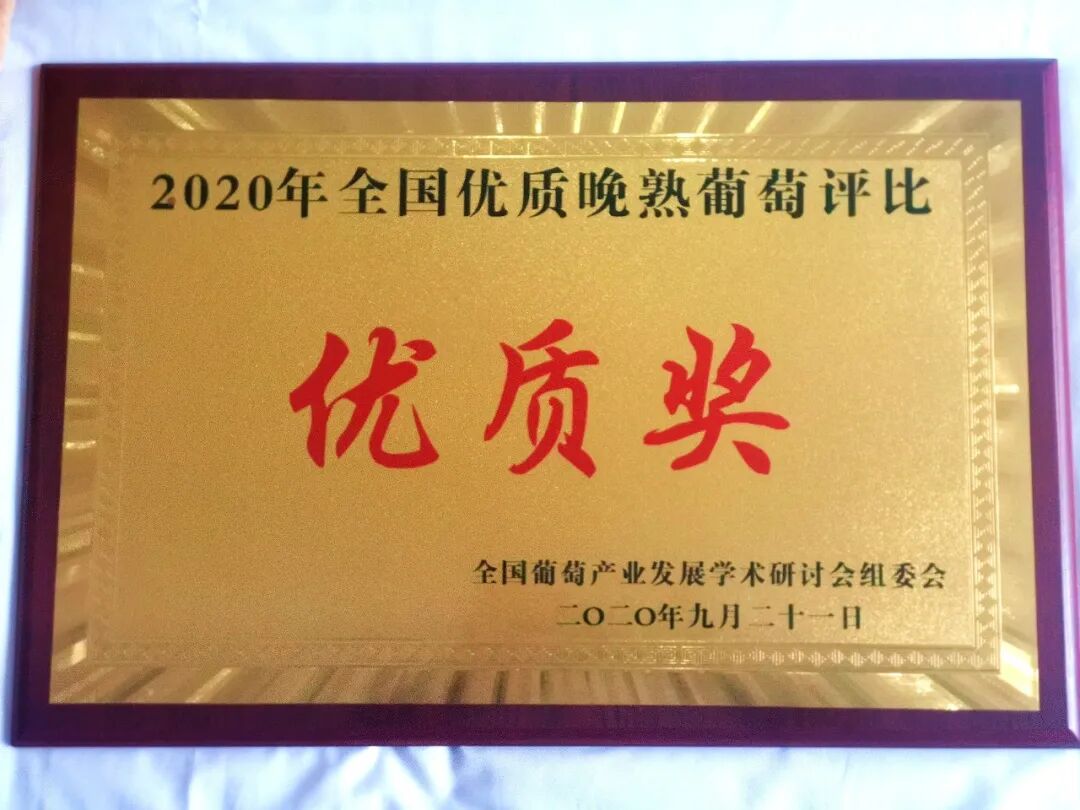 2020年全国优质晚熟葡萄评比
优质奖
全国葡萄产业发展学术研讨会组委会
二〇二〇年九月二十一日